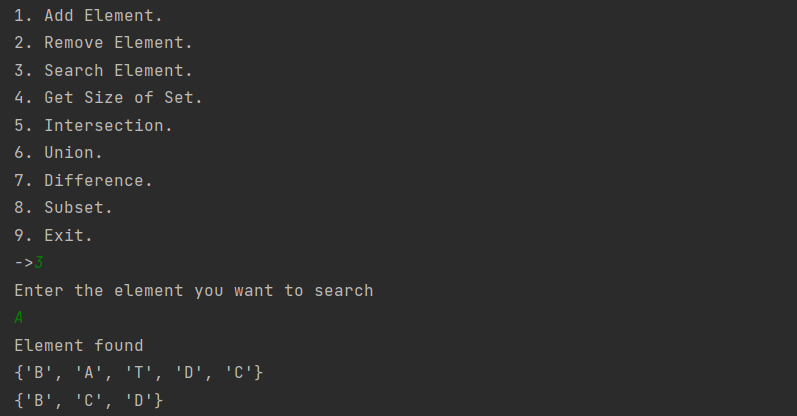 1. Add Element.
2. Remove Element.
3. Search Element.
4. Get Size of Set.
5. Intersection.
6. Union.
7. Difference.
8. Subset.
9. Exit.
->3
Enter the element you want to search
A
Element found
{'B', 'A', 'T', 'D', 'C'}
{'B', 'C', 'D'}